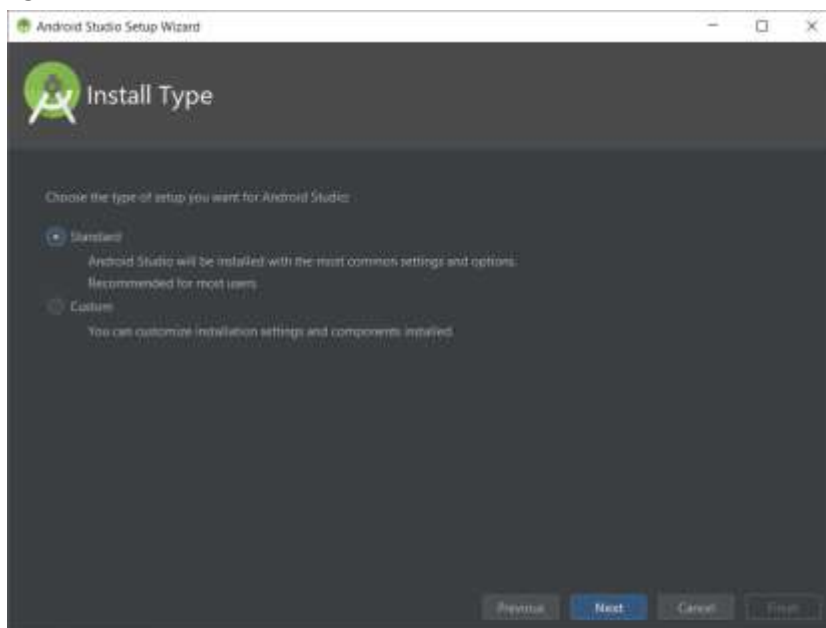 Android Studio Setup Wizard
Install Type
Choose the type of setup you want for Android Studio:
Standard
Android Studio will be installed with the most common settings and options.
Recommended for most users.
Custom
You can customize installation settings and components installed.
Previous Next Cancel Finish